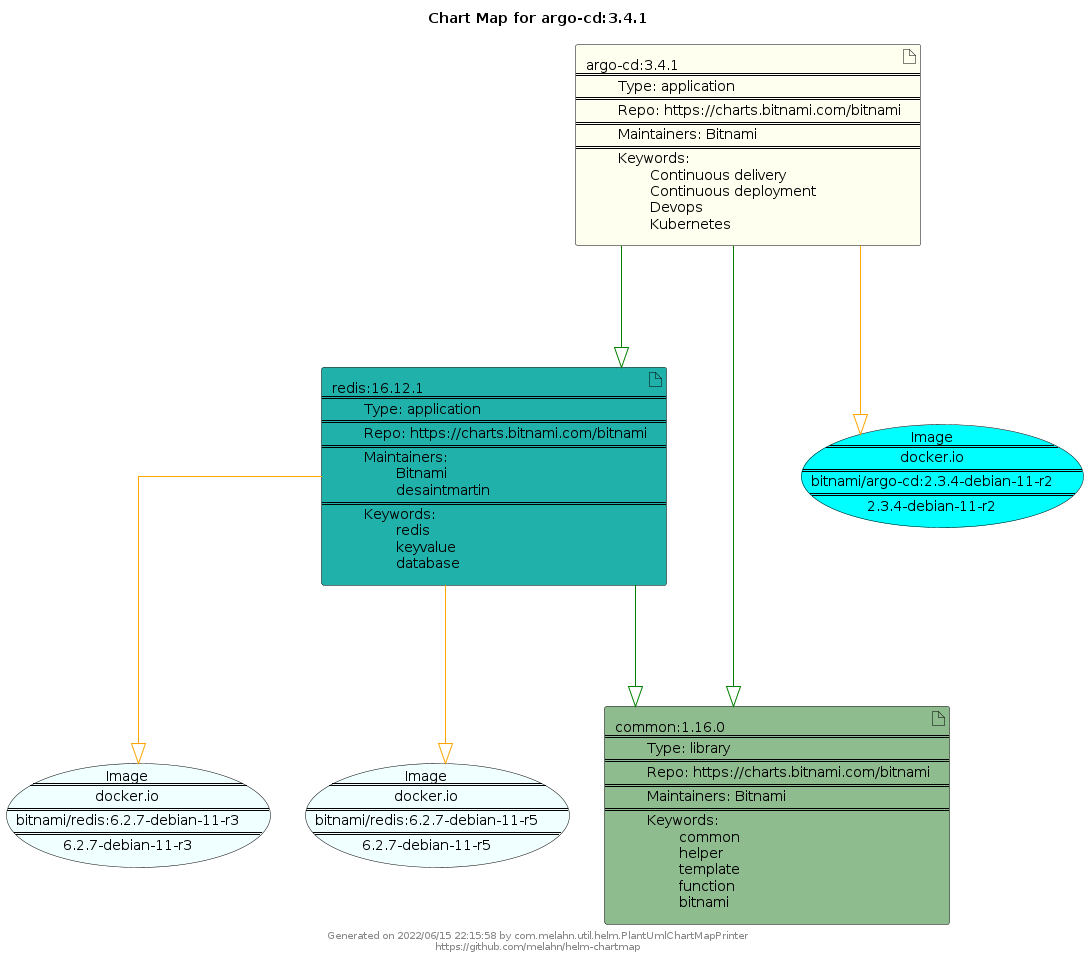 Chart Map for argo-cd:3.4.1
argo-cd:3.4.1
Type: application
Repo: https://charts.bitnami.com/bitnami
Maintainers: Bitnami
Keywords:
Continuous delivery
Continuous deployment
Devops
Kubernetes
redis:16.12.1
Type: application
Repo: https://charts.bitnami.com/bitnami
Maintainers:
Bitnami
desaintmartin
Keywords:
redis
keyvalue
database
Image
docker.io
bitnami/argo-cd:2.3.4-debian-11-r2
2.3.4-debian-11-r2
Image
docker.io
bitnami/redis:6.2.7-debian-11-r3
6.2.7-debian-11-r3
Image
docker.io
bitnami/redis:6.2.7-debian-11-r5
6.2.7-debian-11-r5
common:1.16.0
Type: library
Repo: https://charts.bitnami.com/bitnami
Maintainers: Bitnami
Keywords:
common
helper
template
function
bitnami
Generated on 2022/06/15 22:15:58 by com.melahn.util.helm.PlantUmlChartMapPrinter
https://github.com/melahn/helm-chartmap